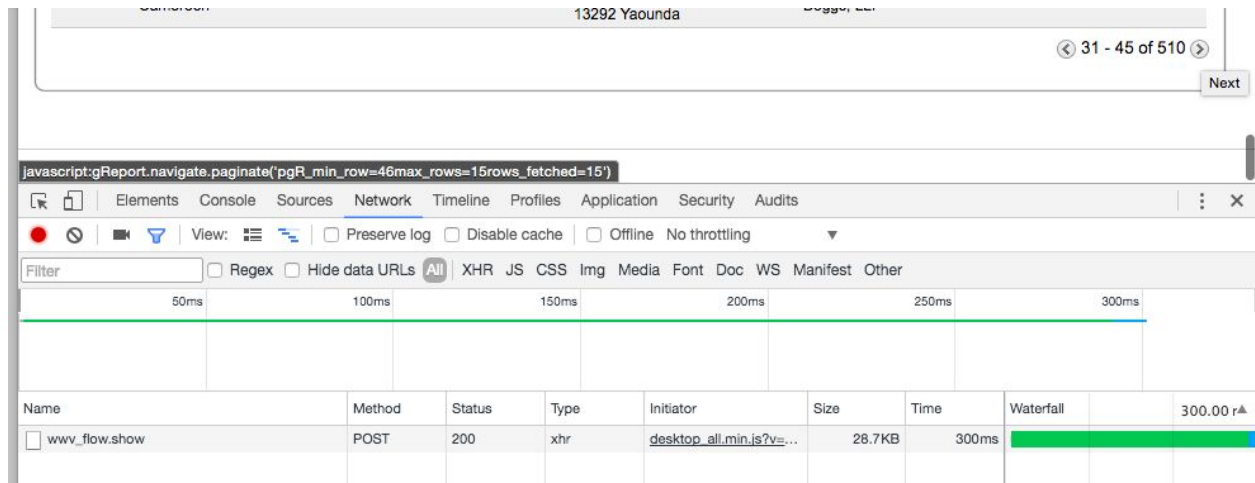 13292 Yaounda
31 - 45 of 510
Next
javascript:gReport.navigate.paginate('pgR_min_row=46max_rows=15rows_fetched=15')
Elements Console Sources Network Timeline Profiles Application Security Audits
View: Preserve log Disable cache Offline No throttling
Filter Regex Hide data URLs All XHR JS CSS Img Media Font Doc WS Manifest Other
50ms 100ms 150ms 200ms 250ms 300ms
Name Method Status Type Initiator Size Time Waterfall 300.00
wwv_flow.show POST 200 xhr desktop_all.min.js?v=... 28.7KB 300ms